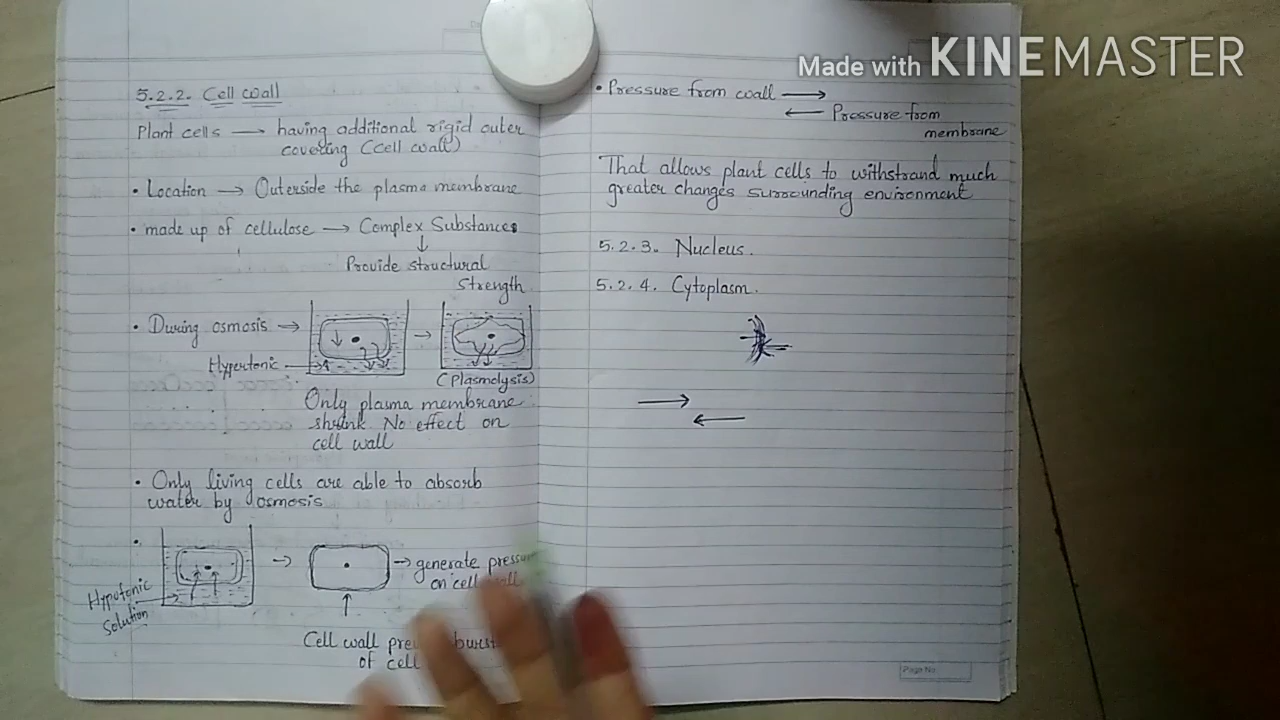 Made with KINEMASTER
5.2.2. Cell wall
Plant cells → having additional rigid outer
covering (cell wall)
• Location → Outerside the plasma membrane
• made up of cellulose → Complex Substances
↓
Provide structural
Strength.
• During osmosis → →
Hypertonic
(Plasmolysis)
Only plasma membrane
shrunk No effect on
cell wall
• Only living cells are able to absorb
water by osmosis
• → → generate pressure
on cell wall
Hypotonic
Solution
↑
Cell wall
of cell
• Pressure from wall →
← Pressure from
membrane
That allows plant cells to withstrand much
greater changes surrounding environment
5.2.3. Nucleus.
5.2.4. Cytoplasm.
→
←
Page No.